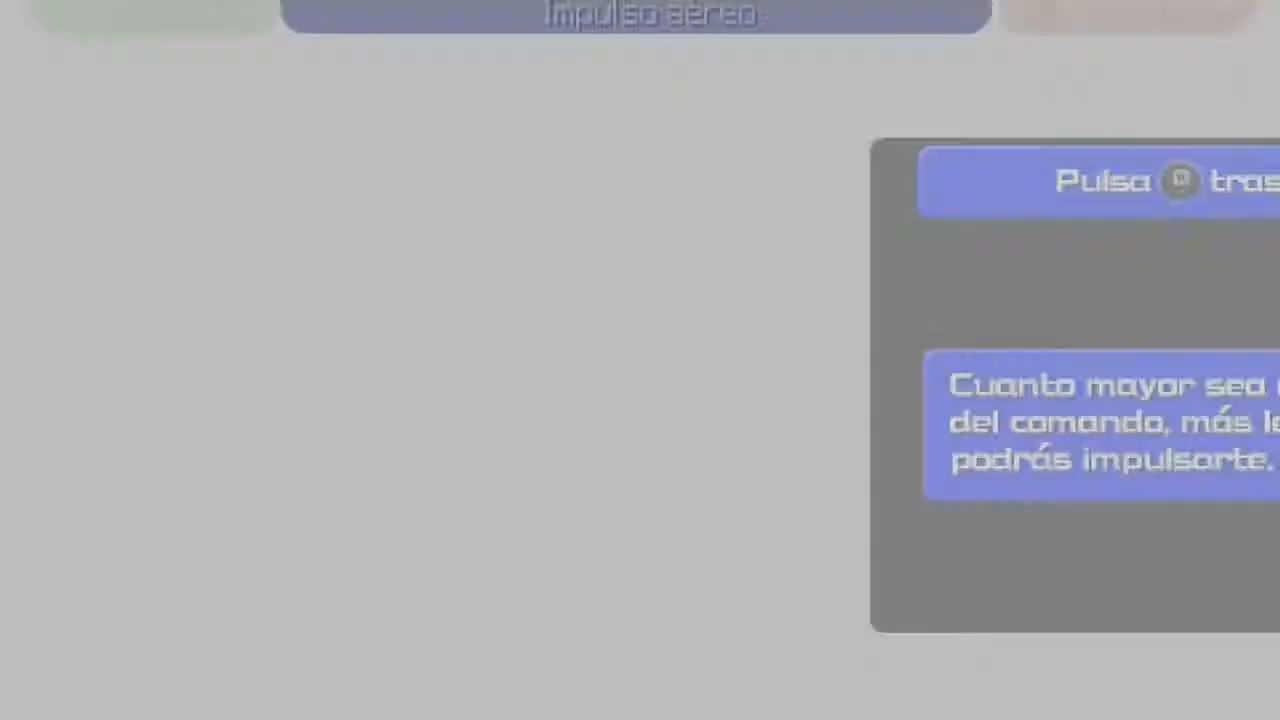 Impulso aéreo
Pulsa tras
Cuanto mayor sea
del comando, más
podrás impulsarte.